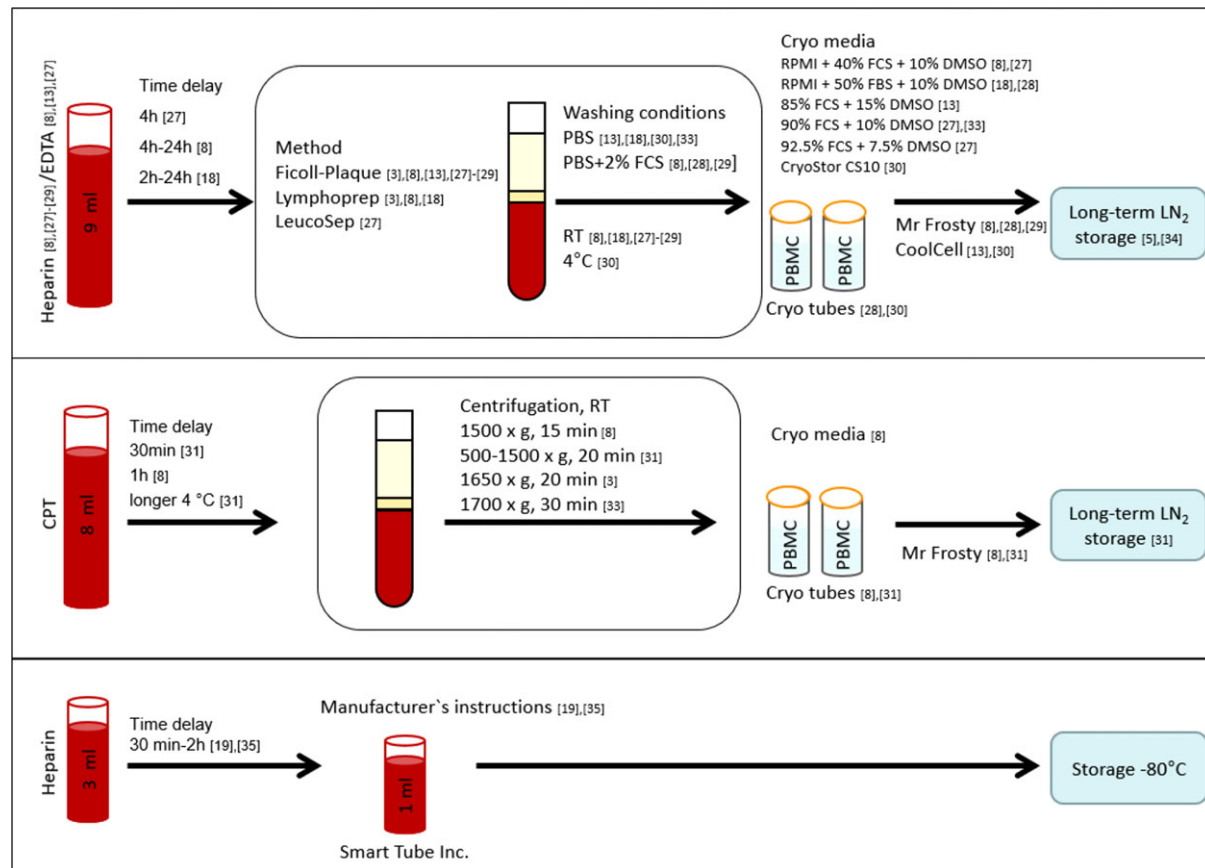 Heparin [8],[27]-[29]/EDTA [8],[13],[27]
9 ml
Time delay
4h [27]
4h-24h [8]
2h-24h [18]
Method
Ficoll-Plaque [3],[8],[13],[27]-[29]
Lymphoprep [3],[8],[18]
LeucoSep [27]
Washing conditions
PBS [13],[18],[30],[33]
PBS+2% FCS [8],[28],[29]
RT [8],[18],[27]-[29]
4°C [30]
Cryo media
RPMI + 40% FCS + 10% DMSO [8],[27]
RPMI + 50% FBS + 10% DMSO [18],[28]
85% FCS + 15% DMSO [13]
90% FCS + 10% DMSO [27],[33]
92.5% FCS + 7.5% DMSO [27]
CryoStor CS10 [30]
PBMC
PBMC
Cryo tubes [28],[30]
Mr Frosty [8],[28],[29]
CoolCell [13],[30]
Long-term LN₂
storage [5],[34]
CPT
8 ml
Time delay
30min [31]
1h [8]
longer 4 °C [31]
Centrifugation, RT
1500 x g, 15 min [8]
500-1500 x g, 20 min [31]
1650 x g, 20 min [3]
1700 x g, 30 min [33]
Cryo media [8]
PBMC
PBMC
Cryo tubes [8],[31]
Mr Frosty [8],[31]
Long-term LN₂
storage [31]
Heparin
3 ml
Time delay
30 min-2h [19],[35]
Manufacturer`s instructions [19],[35]
1 ml
Smart Tube Inc.
Storage -80°C